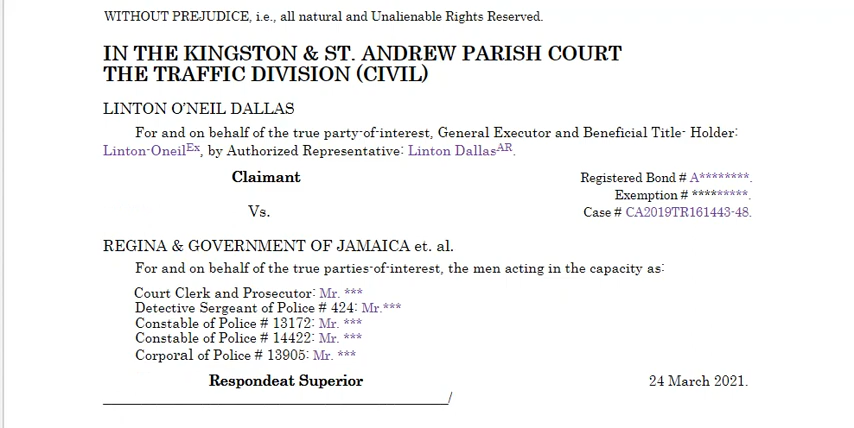 WITHOUT PREJUDICE, i.e., all natural and Unalienable Rights Reserved.
IN THE KINGSTON & ST. ANDREW PARISH COURT
THE TRAFFIC DIVISION (CIVIL)
LINTON O’NEIL DALLAS
For and on behalf of the true party-of-interest, General Executor and Beneficial Title- Holder:
Linton-Oneilᴱˣ, by Authorized Representative: Linton Dallasᴬᴿ.
Claimant
Registered Bond # A********.
Exemption # *********.
Vs.
Case # CA2019TR161443-48.
REGINA & GOVERNMENT OF JAMAICA et. al.
For and on behalf of the true parties-of-interest, the men acting in the capacity as:
Court Clerk and Prosecutor: Mr. ***
Detective Sergeant of Police # 424: Mr.***
Constable of Police # 13172: Mr. ***
Constable of Police # 14422: Mr. ***
Corporal of Police # 13905: Mr. ***
Respondeat Superior
24 March 2021.
_______________________________________________/